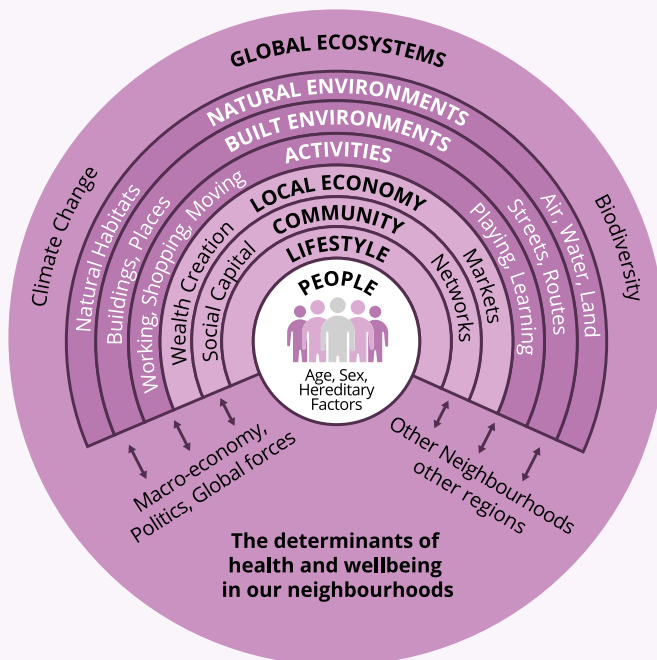 GLOBAL ECOSYSTEMS
Climate Change
Biodiversity
NATURAL ENVIRONMENTS
Natural Habitats
Air, Water, Land
BUILT ENVIRONMENTS
Buildings, Places
Streets, Routes
ACTIVITIES
Working, Shopping, Moving
Playing, Learning
LOCAL ECONOMY
Wealth Creation
Markets
COMMUNITY
Social Capital
Networks
LIFESTYLE
PEOPLE
Age, Sex,
Hereditary
Factors
Macro-economy,
Politics, Global forces
Other Neighbourhoods
other regions
The determinants of
health and wellbeing
in our neighbourhoods